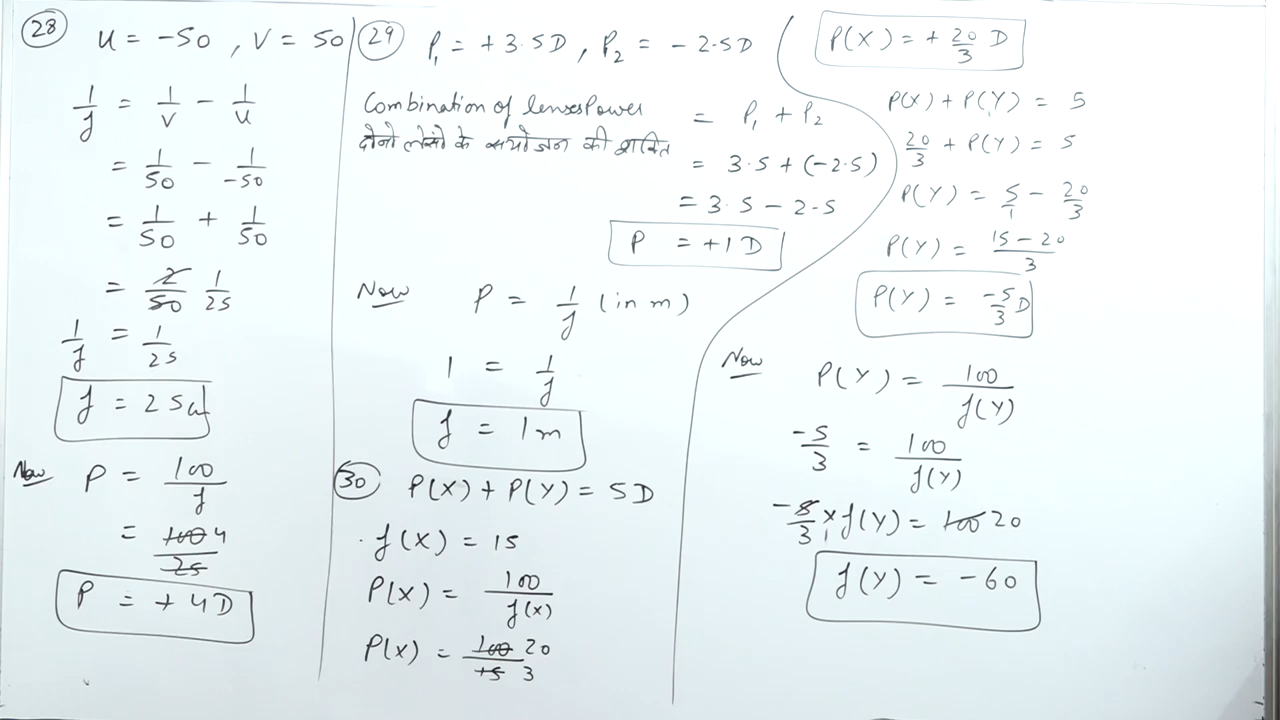 28
u = -50 , v = 50
1/f = 1/v - 1/u
= 1/50 - 1/-50
= 1/50 + 1/50
= 2/50 1/25
1/f = 1/25
f = 25cm
Now P = 100/f
= 100/25 4
P = +4D
29
P₁ = +3.5D, P₂ = -2.5D
Combination of lenses Power = P₁ + P₂
दोनो लेंसो के संयोजन की शक्ति
= 3.5 + (-2.5)
= 3.5 - 2.5
P = +1D
Now P = 1/f (in m)
1 = 1/f
f = 1m
30
P(X) + P(Y) = 5D
f(X) = 15
P(X) = 100/f(x)
P(x) = 100/15 20/3
P(X) = + 20/3 D
P(X) + P(Y) = 5
20/3 + P(Y) = 5
P(Y) = 5/1 - 20/3
P(Y) = 15-20/3
P(Y) = -5/3 D
Now P(Y) = 100/f(Y)
-5/3 = 100/f(Y)
-5/3 × f(Y)/1 = 100 20
f(Y) = -60